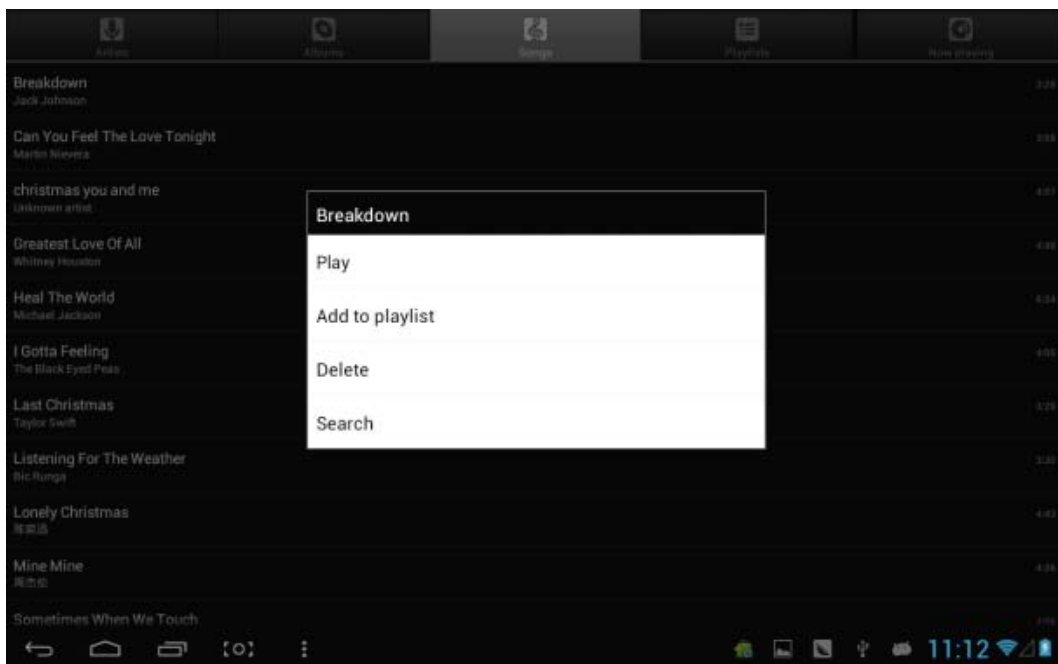 Artists
Albums
Songs
Playlists
Now playing
Breakdown
Jack Johnson
Can You Feel The Love Tonight
Martin Nievera
christmas you and me
Unknown artist
Greatest Love Of All
Whitney Houston
Heal The World
Michael Jackson
I Gotta Feeling
The Black Eyed Peas
Last Christmas
Taylor Swift
Listening For The Weather
Bic Runga
Lonely Christmas
Mine Mine
Sometimes When We Touch
Breakdown
Play
Add to playlist
Delete
Search
11:12